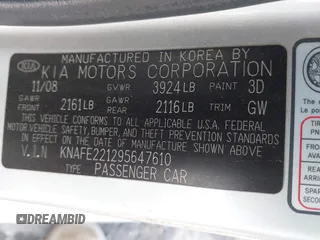 MANUFACTURED IN KOREA BY
KIA KIA MOTORS CORPORATION
11/08 GVWR 3924LB PAINT 3D
GAWR FRONT 2161LB GAWR REAR 2116LB TRIM GW
THIS VEHICLE CONFORMS TO ALL APPLICABLE U.S.A. FEDERAL
MOTOR VEHICLE SAFETY, BUMPER, AND THEFT PREVENTION
STANDARDS IN EFFECT ON THE DATE OF MANUFACTURE SHOWN ABOVE
V.I.N KNAFE221295647610
TYPE: PASSENGER CAR
DREAMBID